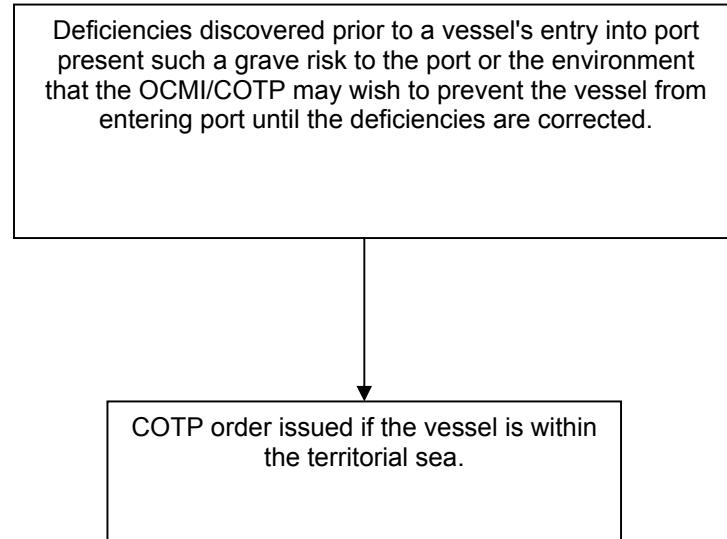 Deficiencies discovered prior to a vessel's entry into port
present such a grave risk to the port or the environment
that the OCMI/COTP may wish to prevent the vessel from
entering port until the deficiencies are corrected.
COTP order issued if the vessel is within
the territorial sea.